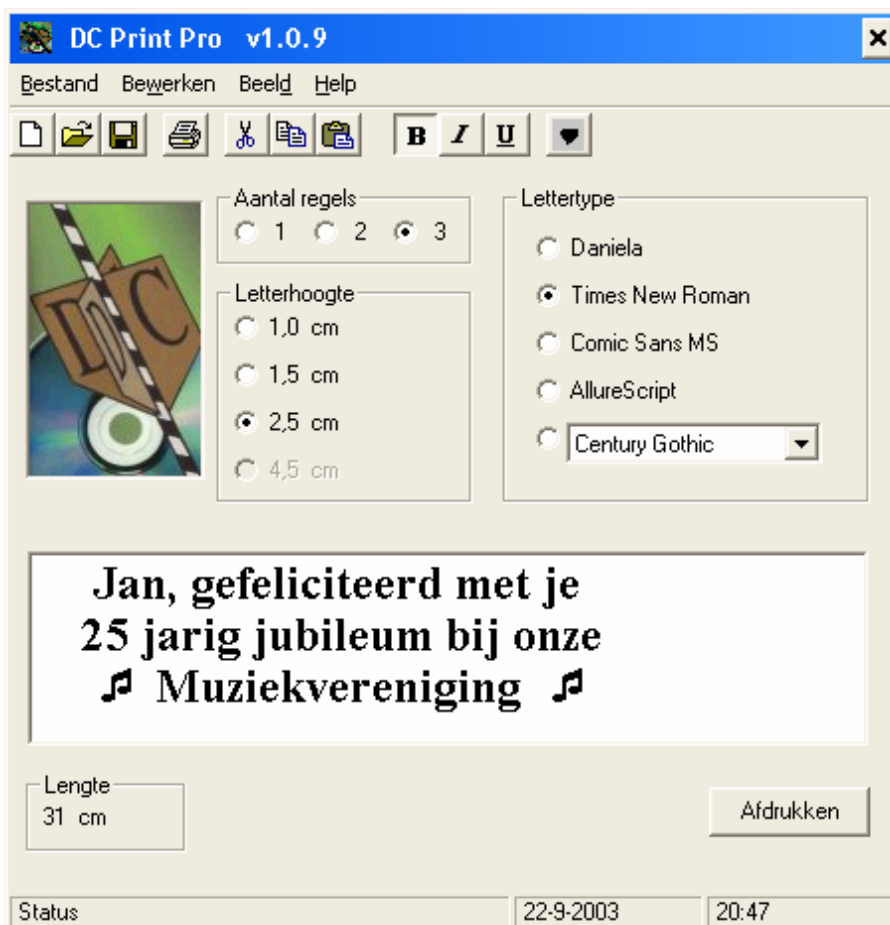 DC Print Pro v1.0.9
Bestand Bewerken Beeld Help
B I U
DC
Aantal regels
1 2 3
Letterhoogte
1,0 cm
1,5 cm
2,5 cm
4,5 cm
Lettertype
Daniela
Times New Roman
Comic Sans MS
AllureScript
Century Gothic
Jan, gefeliciteerd met je
25 jarig jubileum bij onze
♫ Muziekvereniging ♫
Lengte
31 cm
Afdrukken
Status 22-9-2003 20:47